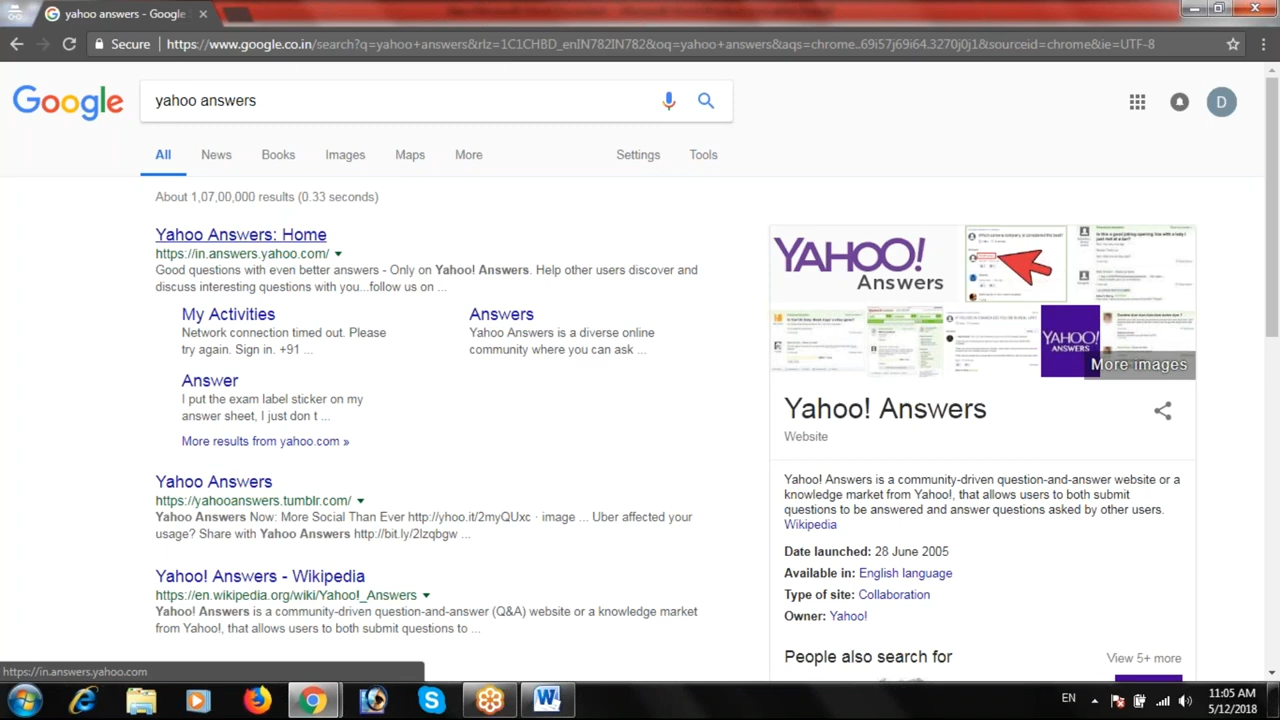 yahoo answers - Google
Secure
https://www.google.co.in/search?q=yahoo+answers&rlz=1C1CHBD_enIN782IN782&oq=yahoo+answers&aqs=chrome..69i57j69i64.3270j0j1&sourceid=chrome&ie=UTF-8
Google
yahoo answers
D
All News Books Images Maps More Settings Tools
About 1,07,00,000 results (0.33 seconds)
Yahoo Answers: Home
https://in.answers.yahoo.com/
Good questions with even better answers - Only on Yahoo! Answers. Help other users discover and
discuss interesting questions with you...follow
My Activities
Network connection timed out. Please
try again.
Answers
Yahoo Answers is a diverse online
community where you can ask ...
Answer
I put the exam label sticker on my
answer sheet, I just don t ...
More results from yahoo.com »
Yahoo Answers
https://yahooanswers.tumblr.com/
Yahoo Answers Now: More Social Than Ever http://yhoo.it/2myQUxc · image ... Uber affected your
usage? Share with Yahoo Answers http://bit.ly/2lzqbgw ...
Yahoo! Answers - Wikipedia
https://en.wikipedia.org/wiki/Yahoo!_Answers
Yahoo! Answers is a community-driven question-and-answer (Q&A) website or a knowledge market
from Yahoo!, that allows users to both submit questions to ...
YAHOO!
Answers
YAHOO!
ANSWERS
More images
Yahoo! Answers
Website
Yahoo! Answers is a community-driven question-and-answer website or a
knowledge market from Yahoo!, that allows users to both submit
questions to be answered and answer questions asked by other users.
Wikipedia
Date launched: 28 June 2005
Available in: English language
Type of site: Collaboration
Owner: Yahoo!
People also search for
View 5+ more
https://in.answers.yahoo.com
EN
11:05 AM
5/12/2018